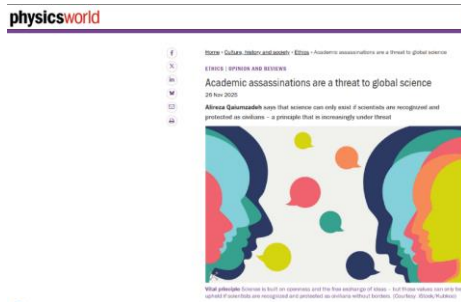 physicsworld
Home › Culture, history and society › Ethics › Academic assassinations are a threat to global science
ETHICS | OPINION AND REVIEWS
Academic assassinations are a threat to global science
26 Nov 2025
Alireza Qaiumzadeh says that science can only exist if scientists are recognized and
protected as civilians – a principle that is increasingly under threat
Vital principle Science is built on openness and the free exchange of ideas – but those values can only be
upheld if scientists are recognized and protected as civilians without borders. (Courtesy: iStock/